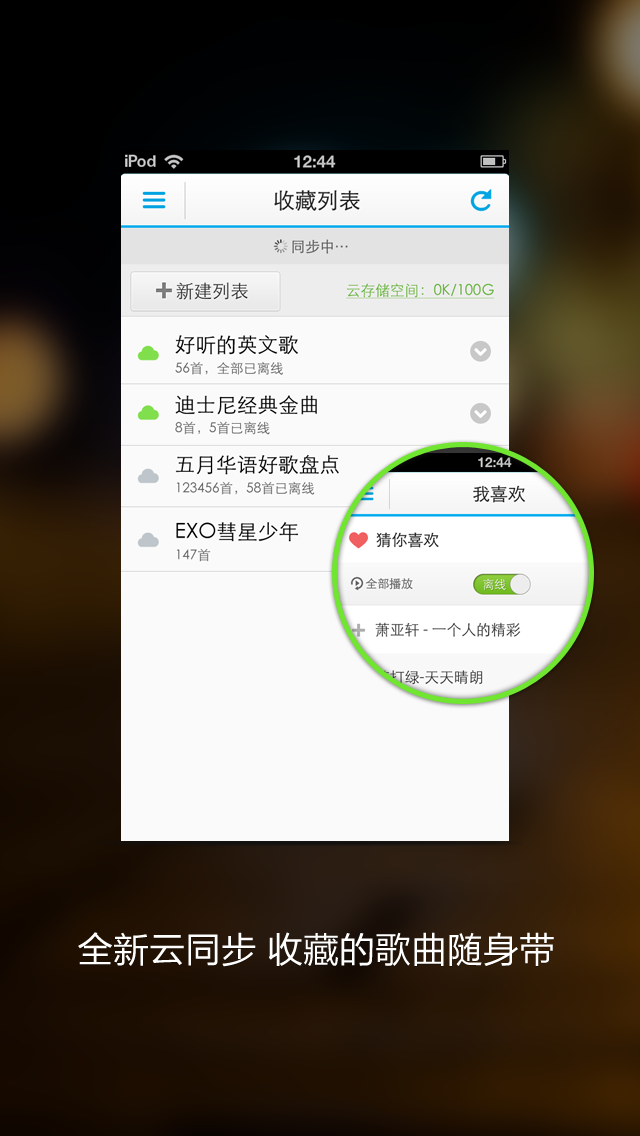 iPod 12:44
收藏列表
同步中…
新建列表 云存储空间：0K/100G
好听的英文歌
56首，全部已离线
迪士尼经典金曲
8首，5首已离线
五月华语好歌盘点
123456首，58首已离线
EXO彗星少年
147首
12:44
我喜欢
猜你喜欢
全部播放 离线
萧亚轩 - 一个人的精彩
打绿-天天晴朗
全新云同步 收藏的歌曲随身带